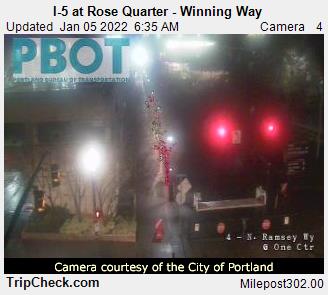 I-5 at Rose Quarter - Winning Way
Updated Jan 05 2022 6:35 AM Camera 4
PBOT
PORTLAND BUREAU OF TRANSPORTATION
4 - N. Ramsey Wy
@ One Ctr
Camera courtesy of the City of Portland
TripCheck.com Milepost302.00